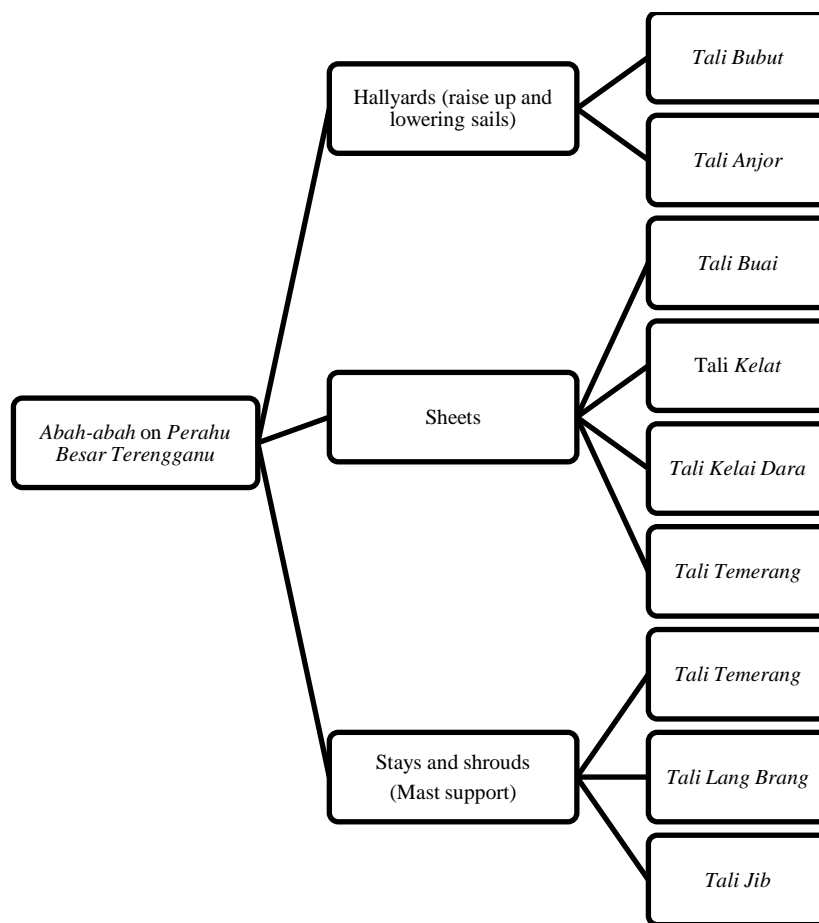 Abah-abah on Perahu
Besar Terengganu
Hallyards (raise up and
lowering sails)
Tali Bubut
Tali Anjor
Sheets
Tali Buai
Tali Kelat
Tali Kelai Dara
Tali Temerang
Stays and shrouds
(Mast support)
Tali Temerang
Tali Lang Brang
Tali Jib